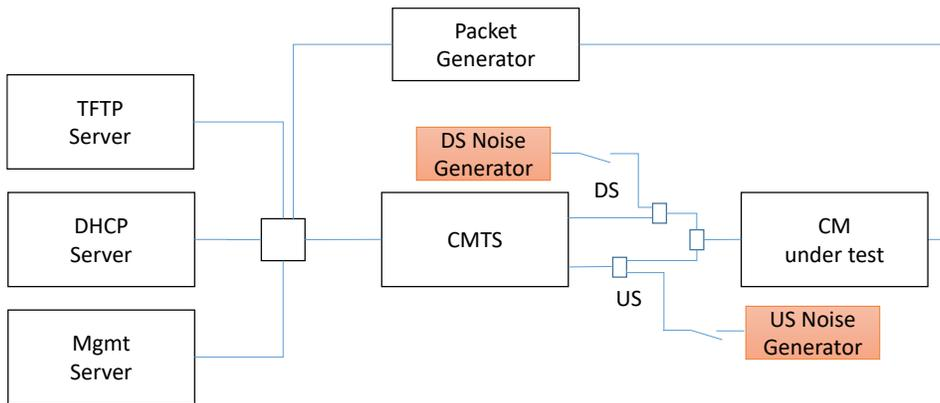 Packet
Generator
TFTP
Server
DS Noise
Generator
DS
DHCP
Server
CMTS
CM
under test
US
US Noise
Generator
Mgmt
Server